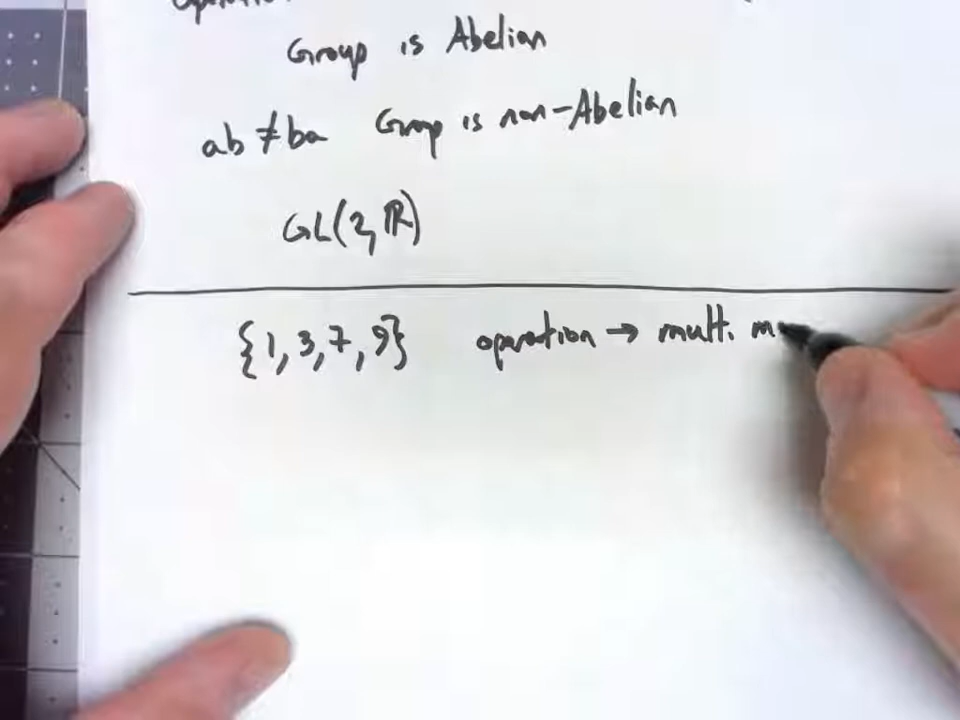 Group is Abelian
ab ≠ ba Group is non-Abelian
GL(2, ℝ)
{1, 3, 7, 9} operation → mult. m